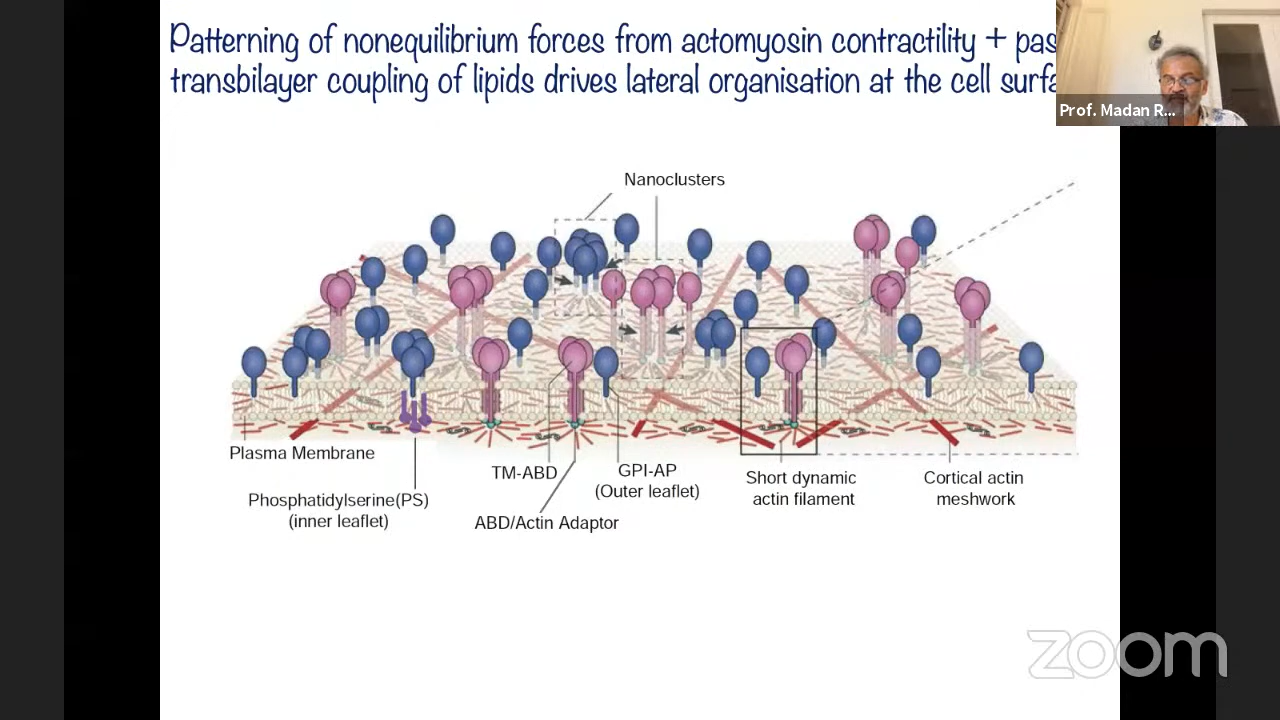 Patterning of nonequilibrium forces from actomyosin contractility + pas
transbilayer coupling of lipids drives lateral organisation at the cell surfa
Prof. Madan R...
Nanoclusters
Plasma Membrane
Phosphatidylserine(PS)
(inner leaflet)
TM-ABD
ABD/Actin Adaptor
GPI-AP
(Outer leaflet)
Short dynamic
actin filament
Cortical actin
meshwork
zoom